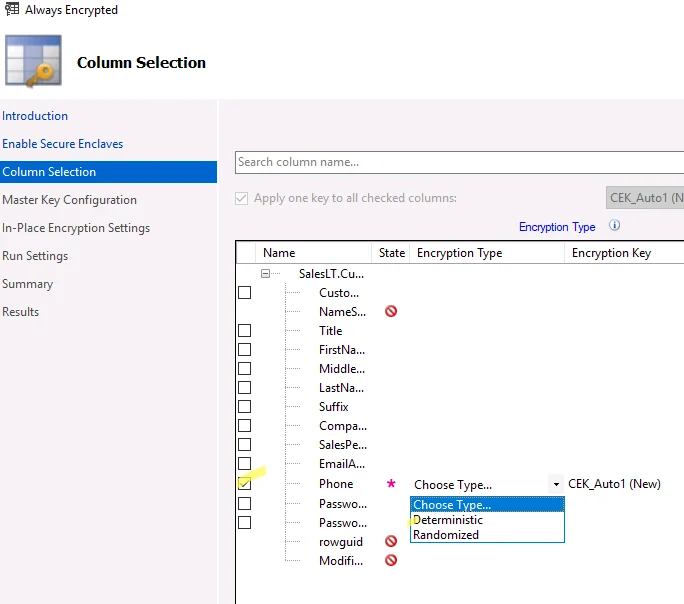 Always Encrypted
Column Selection
Introduction
Enable Secure Enclaves
Column Selection
Master Key Configuration
In-Place Encryption Settings
Run Settings
Summary
Results
Search column name...
Apply one key to all checked columns:
CEK_Auto1 (N
Encryption Type
Name State Encryption Type Encryption Key
SalesLT.Cu...
Custo...
NameS...
Title
FirstNa...
Middle...
LastNa...
Suffix
Compa...
SalesPe...
EmailA...
Phone * Choose Type... CEK_Auto1 (New)
Passwo... Choose Type...
Deterministic
Passwo...
Randomized
rowguid
Modifi...